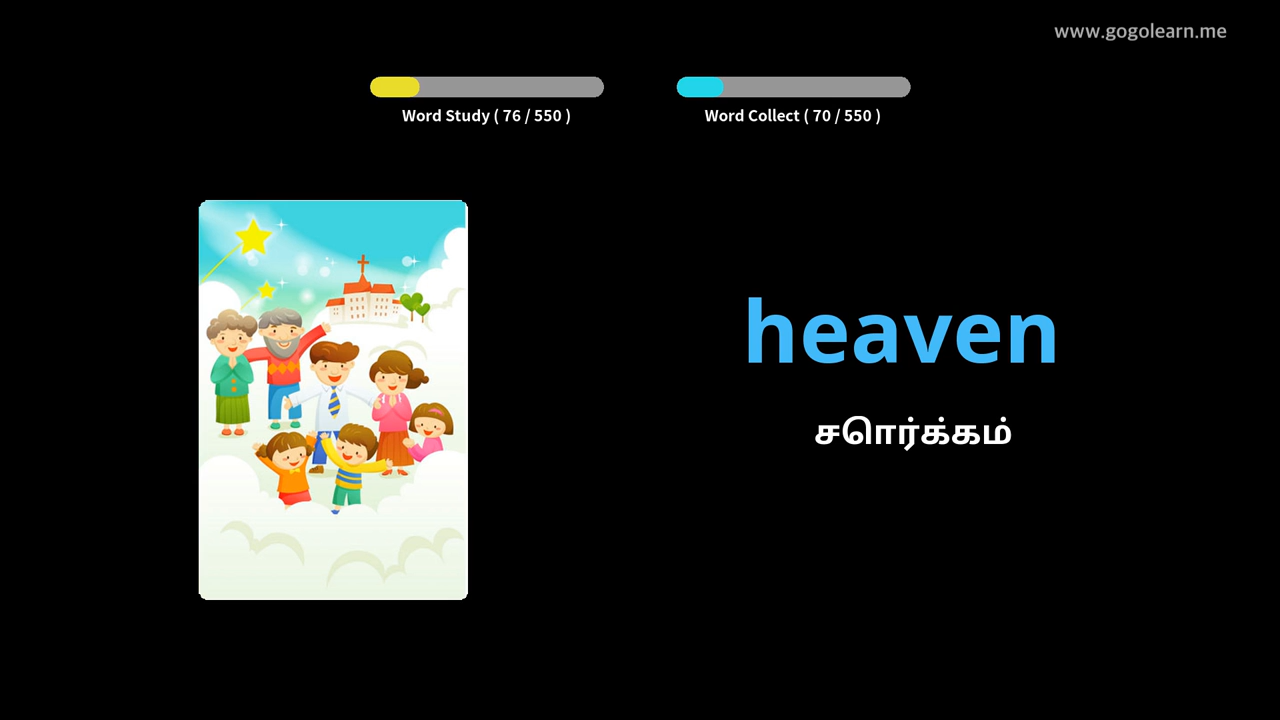 www.gogolearn.me
Word Study ( 76 / 550 )
Word Collect ( 70 / 550 )
heaven
சொர்க்கம்